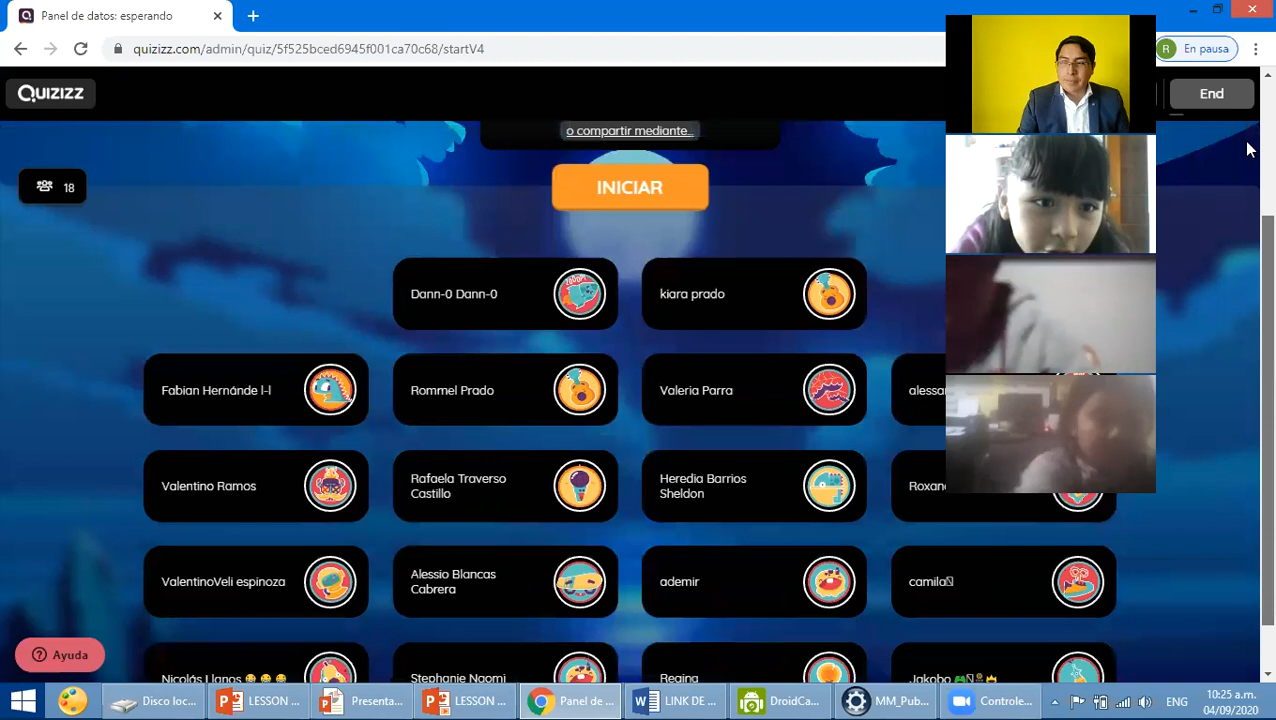 Panel de datos: esperando
quizizz.com/admin/quiz/5f525bced6945f001ca70c68/startV4
R En pausa
QUIZIZZ
End
o compartir mediante...
18
INICIAR
Dann-0 Dann-0
kiara prado
Fabian Hernánde l-l
Rommel Prado
Valeria Parra
Valentino Ramos
Rafaela Traverso
Castillo
Heredia Barrios
Sheldon
ValentinoVeli espinoza
Alessio Blancas
Cabrera
ademir
camila
Ayuda
Nicolás Llanos 😂 😂 😂
Stephanie Naomi
Regina
Jakobo
Disco loc...
LESSON ...
Presenta...
LESSON ...
Panel de ...
LINK DE ...
DroidCa...
MM_Pub...
Controle...
ENG
10:25 a.m.
04/09/2020